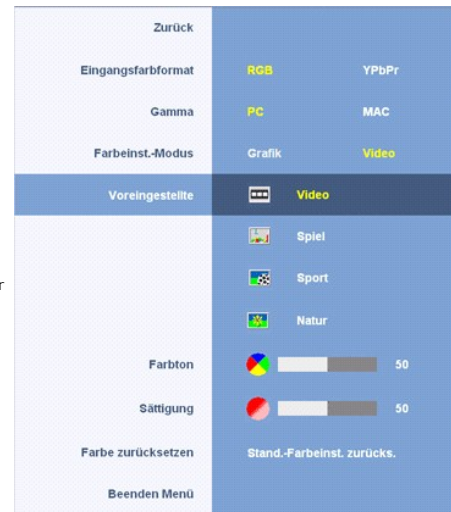 Zurück
Eingangsfarbformat RGB YPbPr
Gamma PC MAC
Farbeinst.-Modus Grafik Video
Voreingestellte Video
Spiel
r
Sport
Natur
Farbton 50
Sättigung 50
Farbe zurücksetzen Stand.-Farbeinst. zurücks.
Beenden Menü